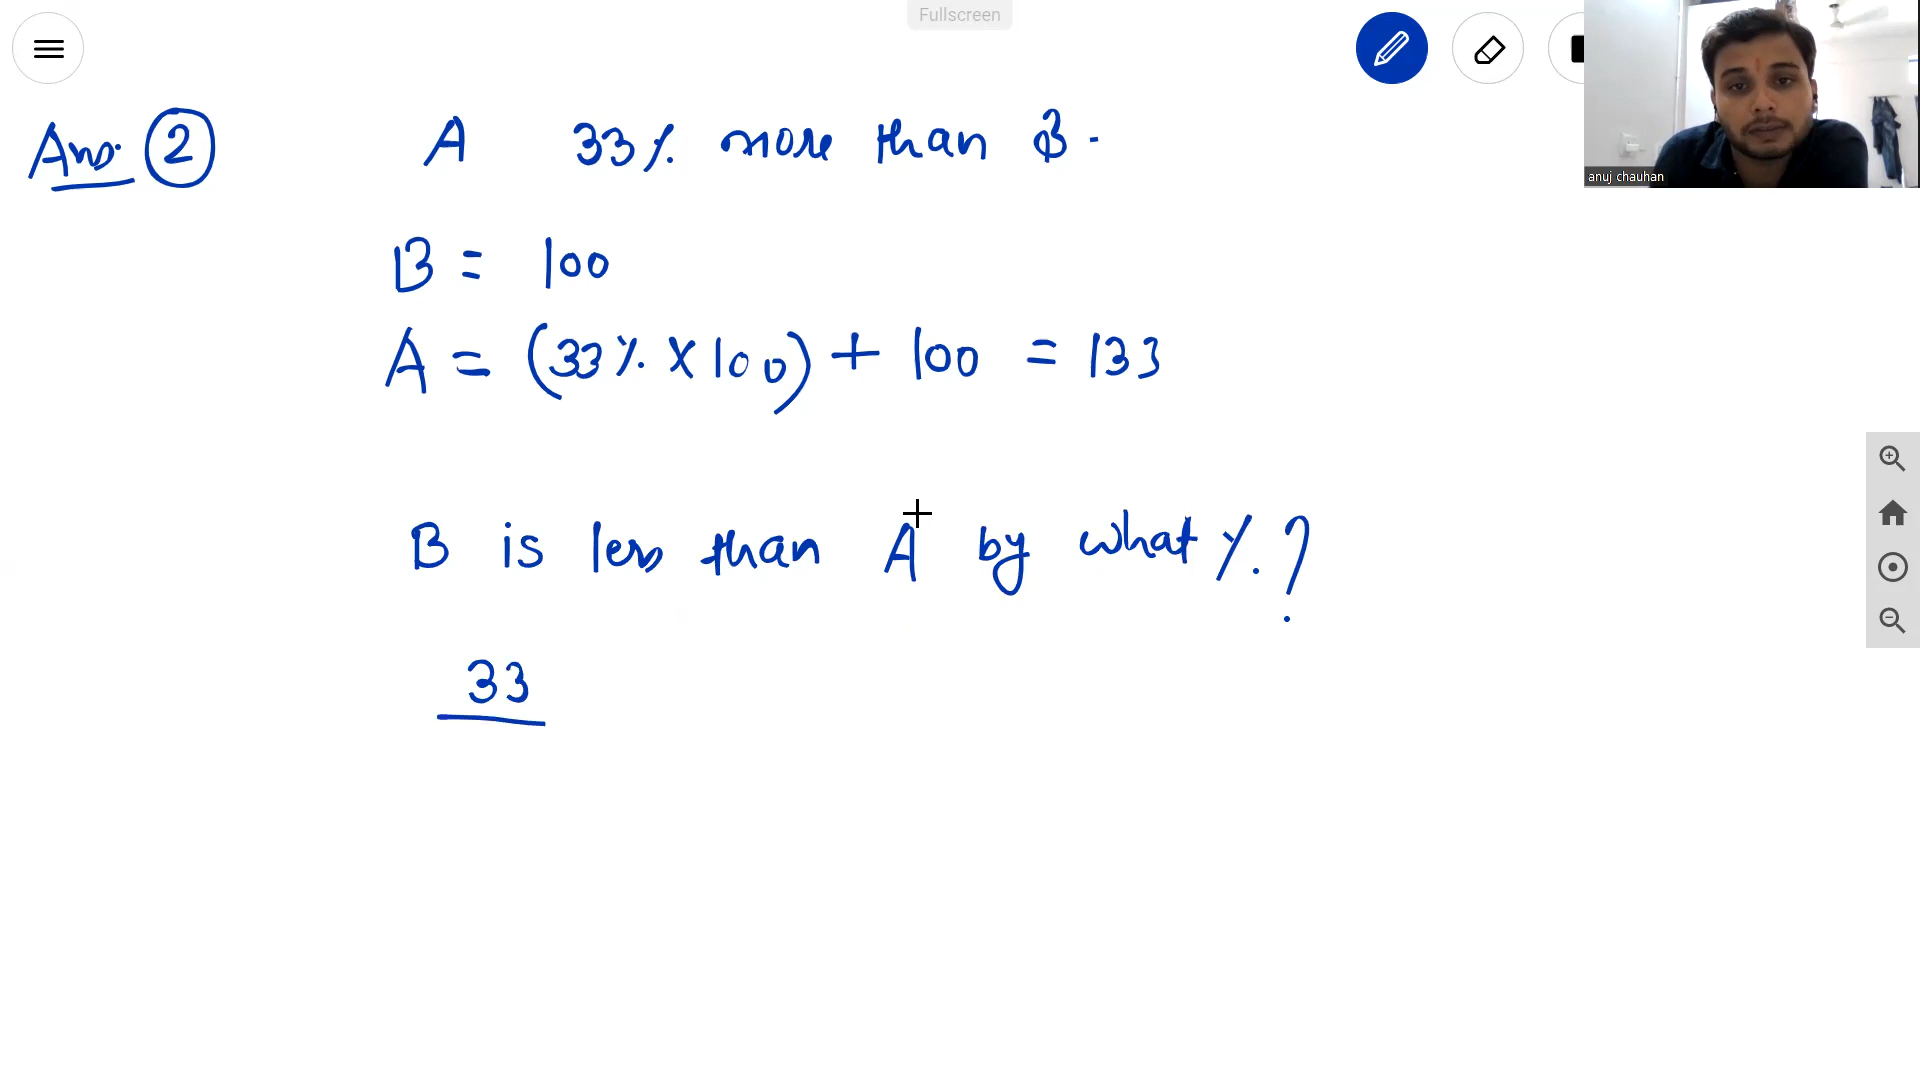 Fullscreen
Ans. 2
A 33% more than B.
B = 100
A = (33% X 100) + 100 = 133
B is less than A by what %. ?
33
anuj chauhan